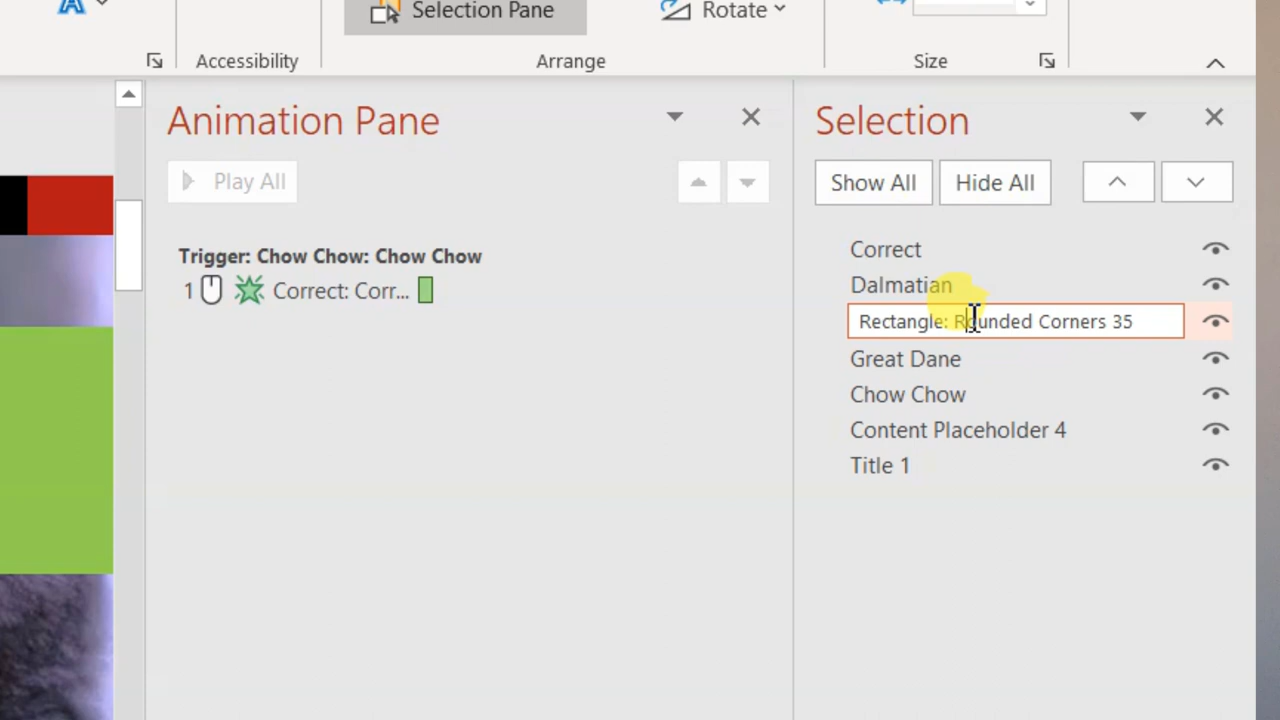 Selection Pane
Rotate
Accessibility
Arrange
Size
Animation Pane
Play All
Trigger: Chow Chow: Chow Chow
1
Correct: Corr...
Selection
Show All
Hide All
Correct
Dalmatian
Rectangle: Rounded Corners 35
Great Dane
Chow Chow
Content Placeholder 4
Title 1